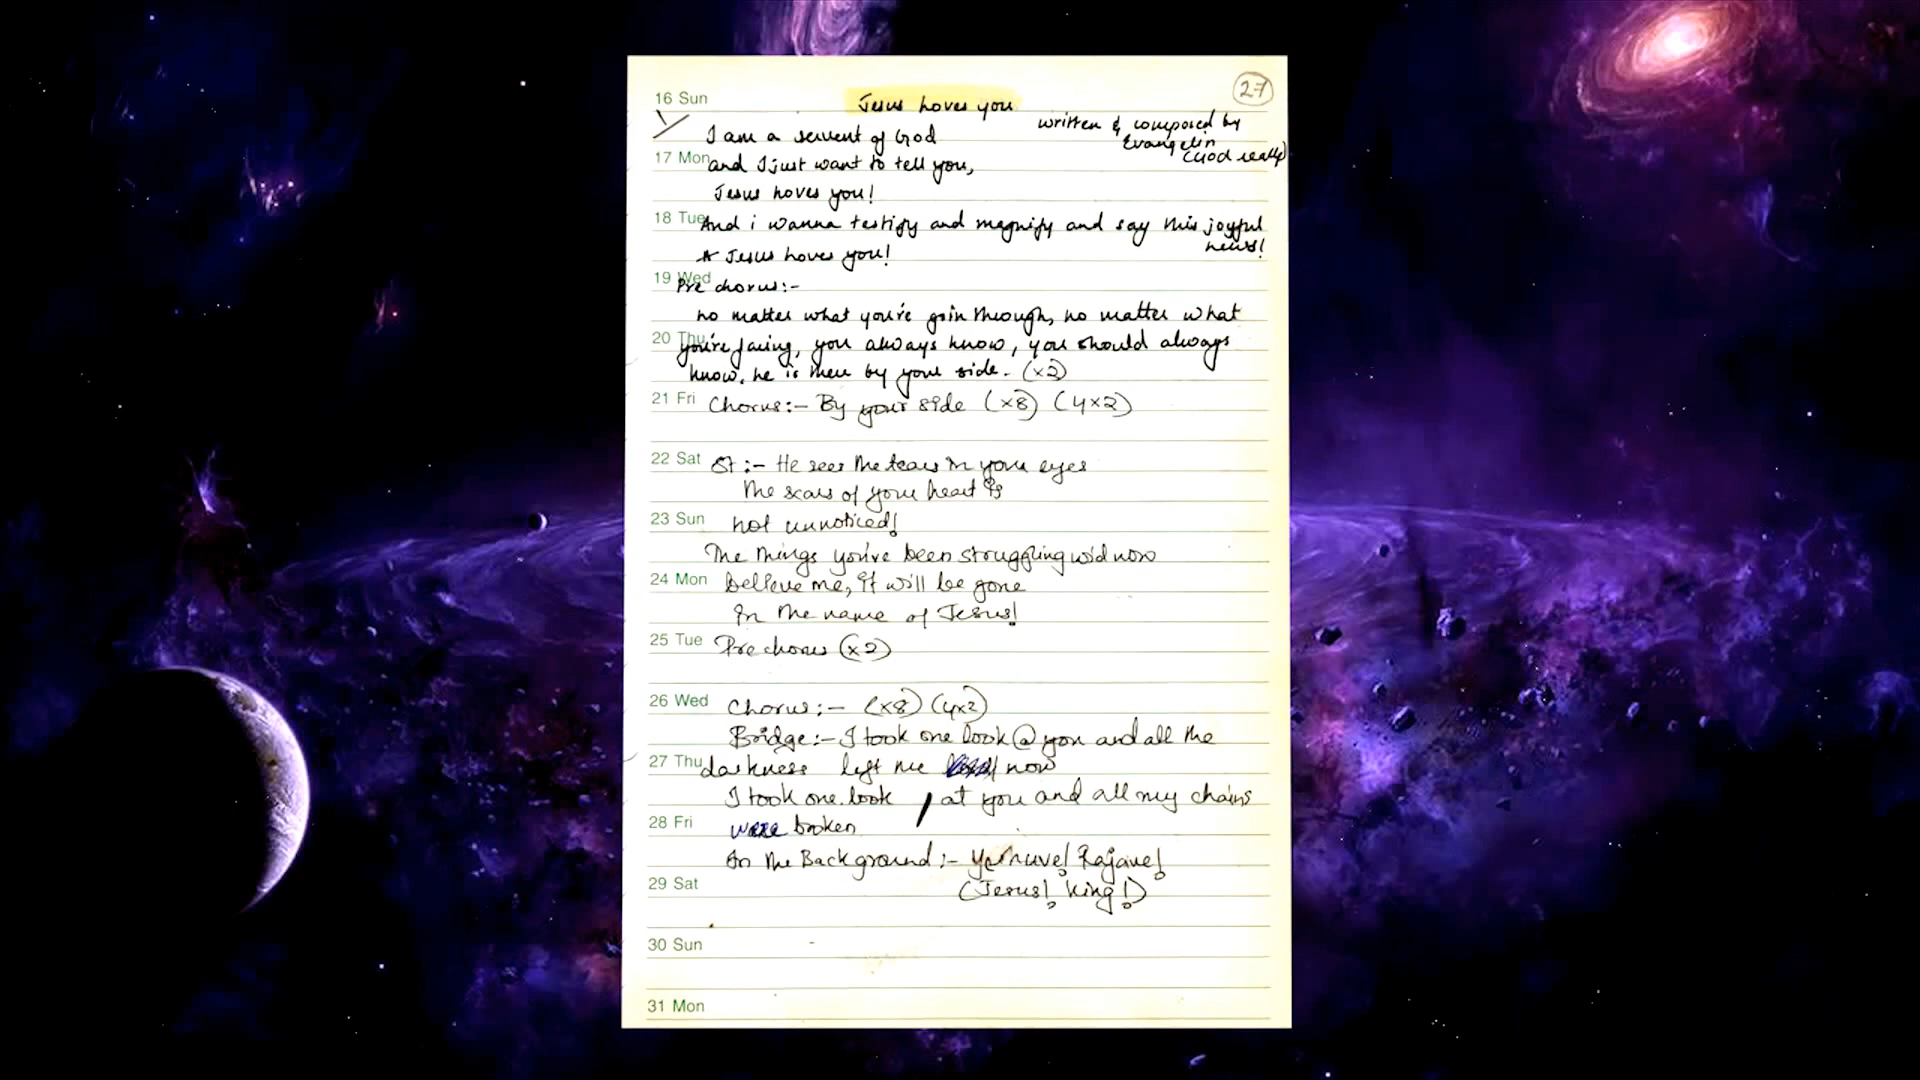 27
16 Sun
Jesus Loves you
written & composed by
Evangelin
(God really)
I am a servent of God
17 Mon
and I just want to tell you,
Jesus loves you!
18 Tue
And i wanna testify and magnify and say this joyful
news!
Jesus loves you!
19 Wed
Pre chorus:-
no matter what you're goin through, no matter what
20 Thu
you're facing, you always know, you should always
know. he is there by your side. (x2)
21 Fri
Chorus:- By your side (x8) (4x2)
22 Sat
St:- He sees the tears in your eyes
The scars of your heart is
23 Sun
not unnoticed!
The things you've been struggling wid now
24 Mon
believe me, it will be gone
In the name of Jesus!
25 Tue
Pre chorus (x2)
26 Wed
Chorus:- (x8) (4x2)
Bridge:- I took one look @ you and all the
27 Thu
darkness left me now
I took one look at you and all my chains
28 Fri
were broken
In the Background:- Yeshuve! Rajave!
29 Sat
(Jesus! King!)
30 Sun
31 Mon